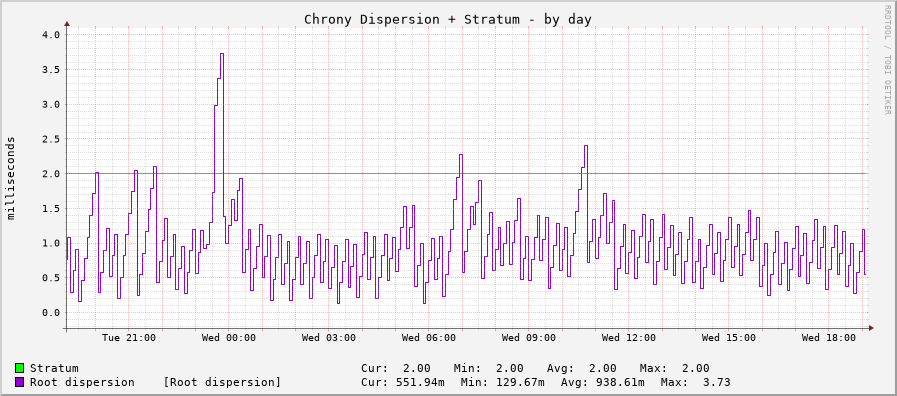 Chrony Dispersion + Stratum - by day
RRDTOOL / TOBI OETIKER
milliseconds
4.0
3.5
3.0
2.5
2.0
1.5
1.0
0.5
0.0
Tue 21:00 Wed 00:00 Wed 03:00 Wed 06:00 Wed 09:00 Wed 12:00 Wed 15:00 Wed 18:00
Stratum Cur: 2.00 Min: 2.00 Avg: 2.00 Max: 2.00
Root dispersion [Root dispersion] Cur: 551.94m Min: 129.67m Avg: 938.61m Max: 3.73